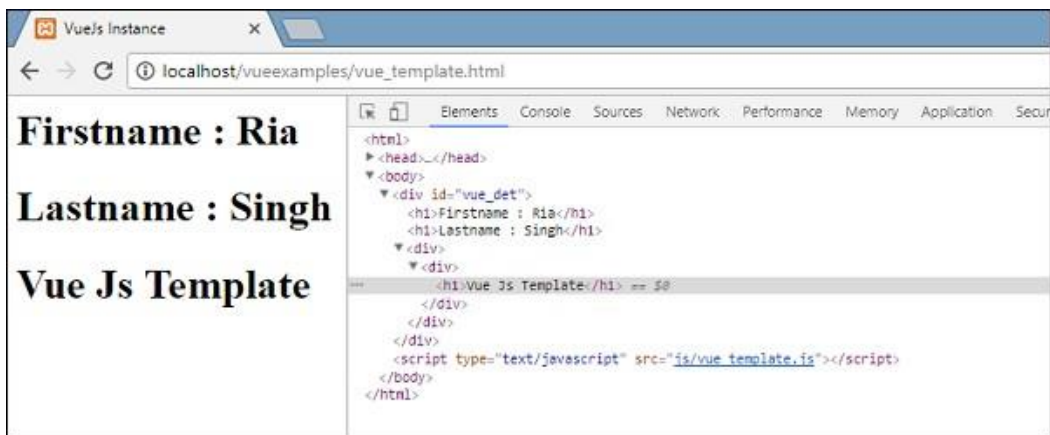 VueJs Instance
localhost/vueexamples/vue_template.html
Firstname : Ria
Lastname : Singh
Vue Js Template
Elements Console Sources Network Performance Memory Application Secur
<html>
▶<head>…</head>
▼<body>
▼<div id="vue_det">
<h1>Firstname : Ria</h1>
<h1>Lastname : Singh</h1>
▼<div>
▼<div>
<h1>Vue Js Template</h1> == $0
</div>
</div>
</div>
<script type="text/javascript" src="js/vue_template.js"></script>
</body>
</html>